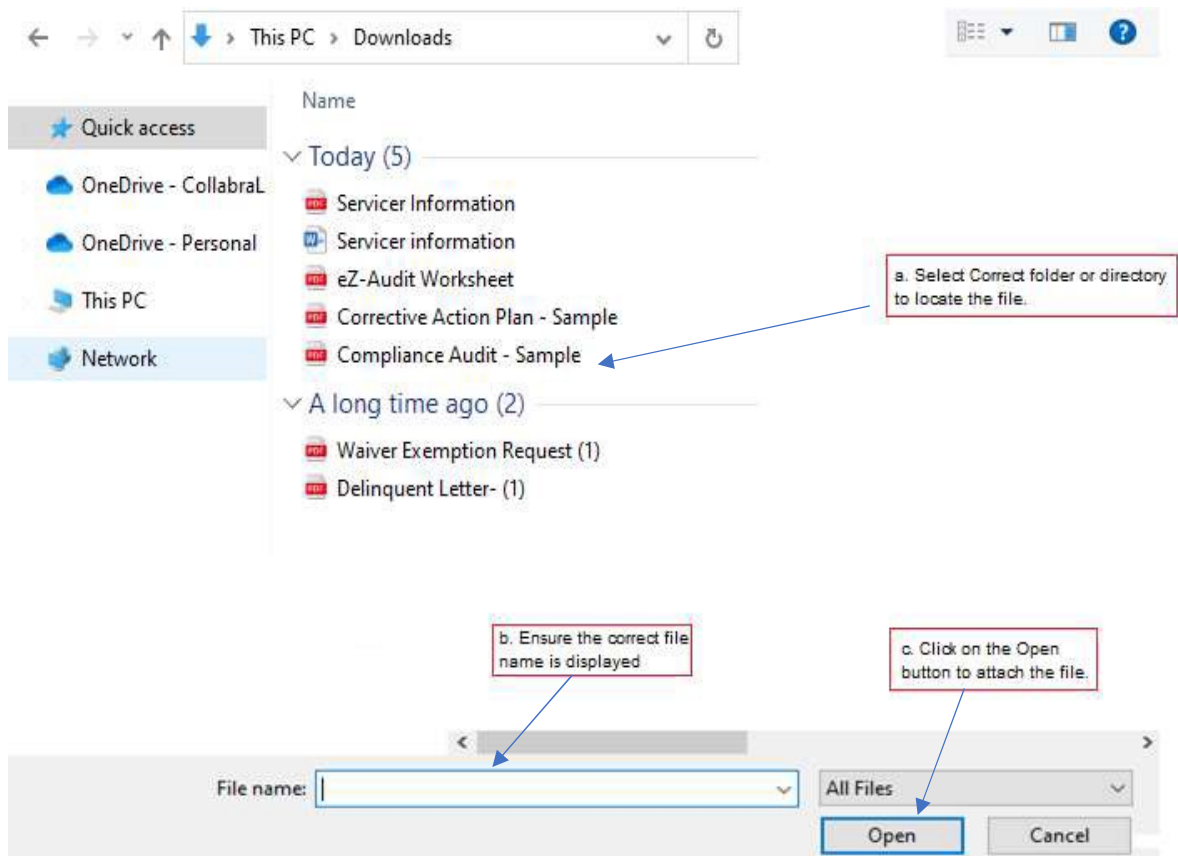 This PC > Downloads
Name
Quick access
Today (5)
OneDrive - CollabraL
Servicer Information
Servicer information
OneDrive - Personal
eZ-Audit Worksheet
a. Select Correct folder or directory
to locate the file.
This PC
Corrective Action Plan - Sample
Network
Compliance Audit - Sample
A long time ago (2)
Waiver Exemption Request (1)
Delinquent Letter- (1)
b. Ensure the correct file
name is displayed
c. Click on the Open
button to attach the file.
File name:
All Files
Open
Cancel